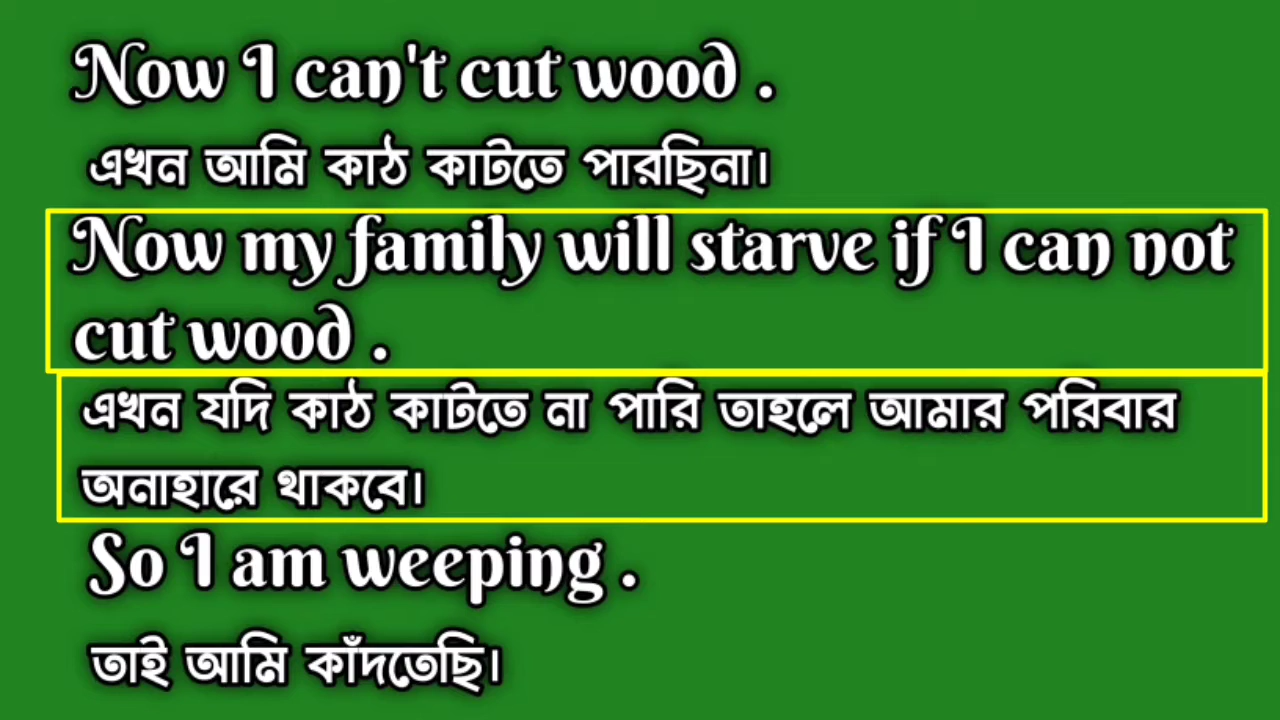 Now I can't cut wood .
এখন আমি কাঠ কাটতে পারছিনা।
Now my family will starve if I can not
cut wood .
এখন যদি কাঠ কাটতে না পারি তাহলে আমার পরিবার
অনাহারে থাকবে।
So I am weeping .
তাই আমি কাঁদতেছি।